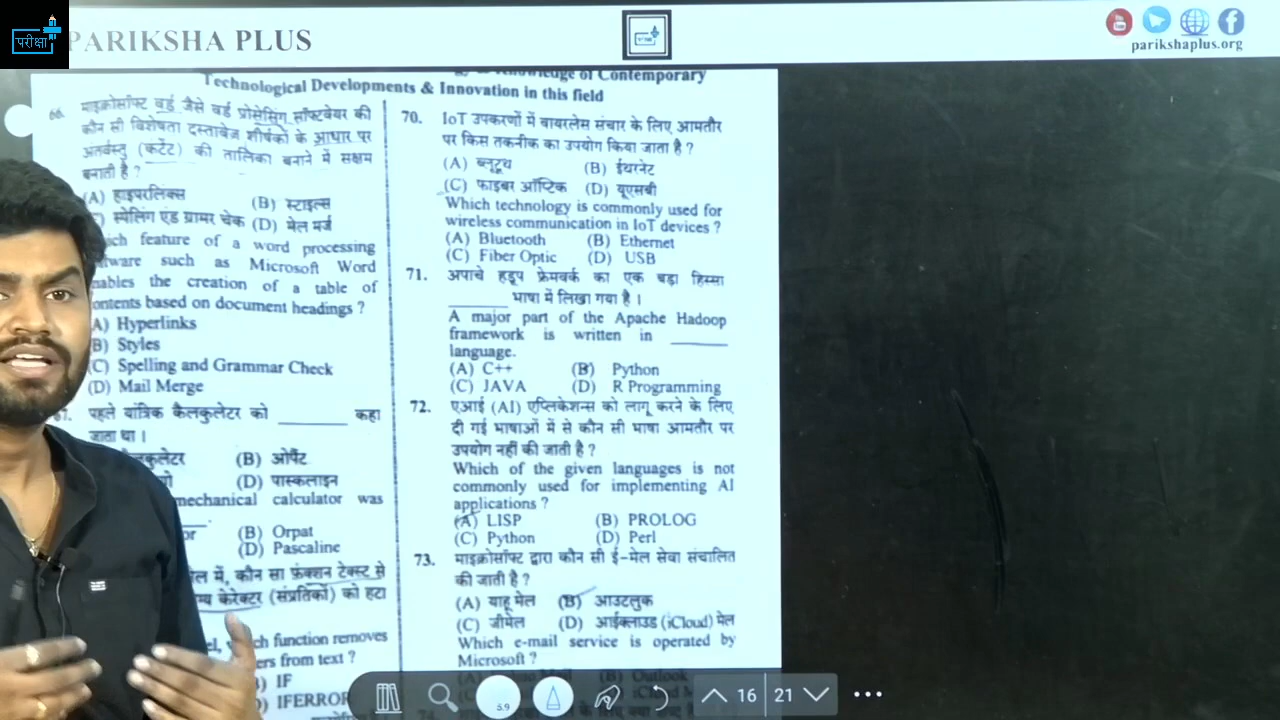 परीक्षा
PARIKSHA PLUS
parikshaplus.org
Knowledge of Contemporary
Technological Developments & Innovation in this field
66. माइक्रोसॉफ्ट वर्ड जैसे वर्ड प्रोसेसिंग सॉफ्टवेयर की
कौन सी विशेषता दस्तावेज शीर्षकों के आधार पर
अंतर्वस्तु (कटेंट) की तालिका बनाने में सक्षम
बनाती है ?
(A) हाइपरलिंक्स
(B) स्टाइल्स
स्पेलिंग एंड ग्रामर चेक (D) मेल मर्ज
feature of a word processing
such as Microsoft Word
the creation of a table of
based on document headings ?
A) Hyperlinks
B) Styles
(C) Spelling and Grammar Check
(D) Mail Merge
पहले यांत्रिक कैलकुलेटर को ______ कहा
जाता था ।
(B) ओर्पेट
(D) पास्कलाइन
mechanical calculator was
(B) Orpat
(D) Pascaline
में, कौन सा फ़ंक्शन टेक्स्ट से
केरेक्टर (संप्रतिकों) को हटा
function removes
from text ?
IF
IFERROR
70. IoT उपकरणों में वायरलेस संचार के लिए आमतौर
पर किस तकनीक का उपयोग किया जाता है ?
(A) ब्लूटूथ (B) ईथरनेट
(C) फाइबर ऑप्टिक (D) यूएसबी
Which technology is commonly used for
wireless communication in IoT devices ?
(A) Bluetooth (B) Ethernet
(C) Fiber Optic (D) USB
71. अपाचे हडूप फ्रेमवर्क का एक बड़ा हिस्सा
______ भाषा में लिखा गया है ।
A major part of the Apache Hadoop
framework is written in ______
language.
(A) C++ (B) Python
(C) JAVA (D) R Programming
72. एआई (AI) एप्लिकेशन्स को लागू करने के लिए
दी गई भाषाओं में से कौन सी भाषा आमतौर पर
उपयोग नहीं की जाती है ?
Which of the given languages is not
commonly used for implementing AI
applications ?
(A) LISP (B) PROLOG
(C) Python (D) Perl
73. माइक्रोसॉफ्ट द्वारा कौन सी ई-मेल सेवा संचालित
की जाती है ?
(A) याहू मेल (B) आउटलुक
(C) जीमेल (D) आईक्लाउड (iCloud) मेल
Which e-mail service is operated by
Microsoft ?
(B) Outlook
5.9
16 21